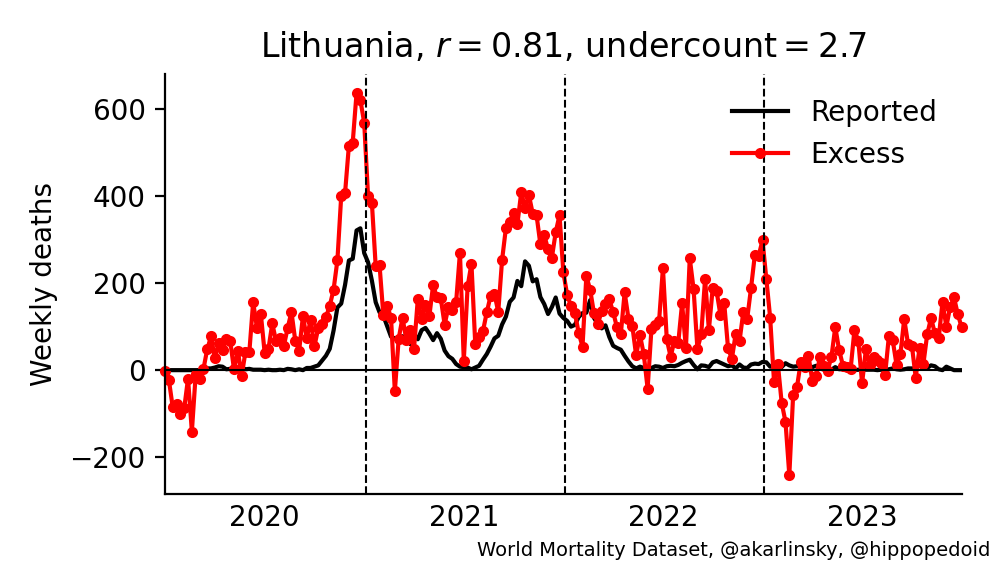 Lithuania, r = 0.81, undercount = 2.7
Weekly deaths
600
400
200
0
−200
Reported
Excess
2020 2021 2022 2023
World Mortality Dataset, @akarlinsky, @hippopedoid